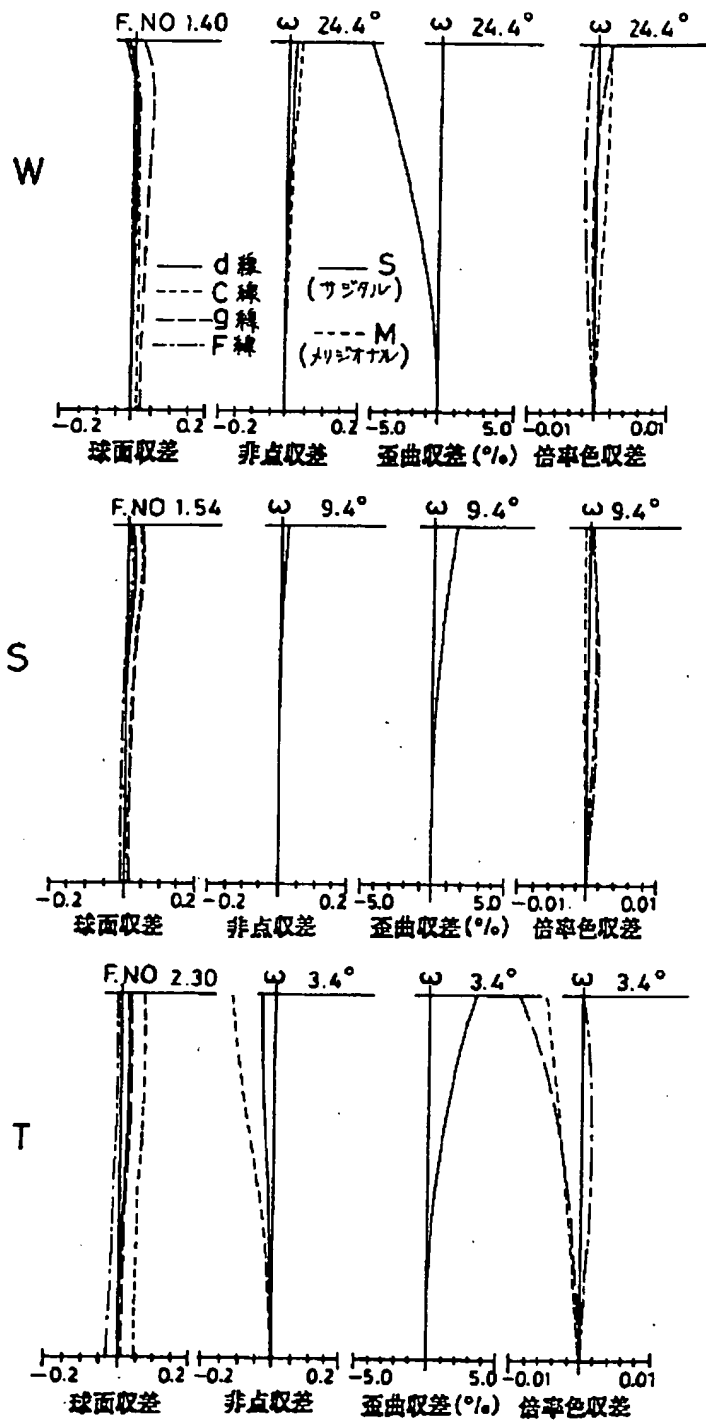 F.NO 1.40 ω 24.4° ω 24.4° ω 24.4°
W
d線
C線
g線
F線
S
(サジタル)
M
(メリジオナル)
-0.2 0.2 -0.2 0.2 -5.0 5.0 -0.01 0.01
球面収差 非点収差 歪曲収差(%) 倍率色収差
F.NO 1.54 ω 9.4° ω 9.4° ω 9.4°
S
-0.2 0.2 -0.2 0.2 -5.0 5.0 -0.01. 0.01
球面収差 非点収差 歪曲収差(%) 倍率色収差
F.NO 2.30 ω 3.4° ω 3.4° ω 3.4°
T
-0.2 0.2 -0.2 0.2 -5.0 5.0 -0.01 0.01
球面収差 非点収差 歪曲収差(%) 倍率色収差